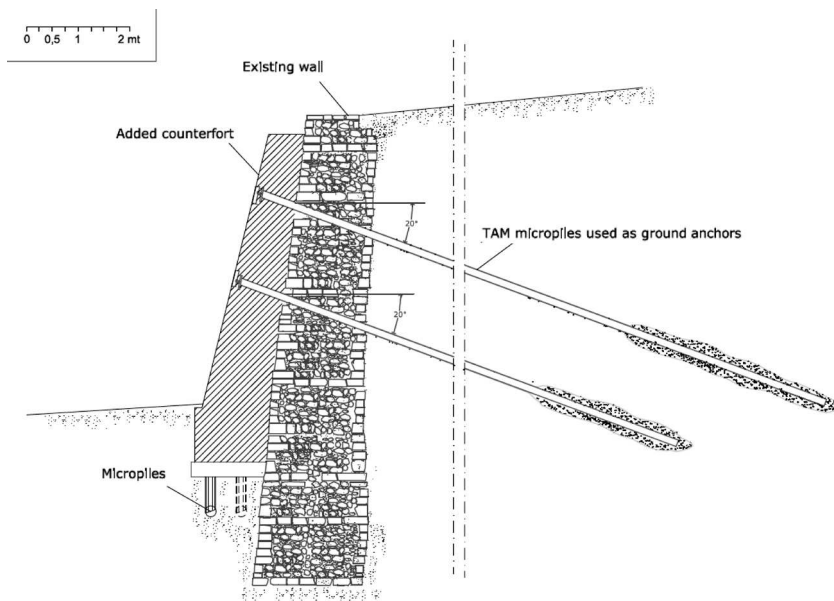 0 0,5 1 2 mt
Existing wall
Added counterfort
20°
TAM micropiles used as ground anchors
20°
Micropiles